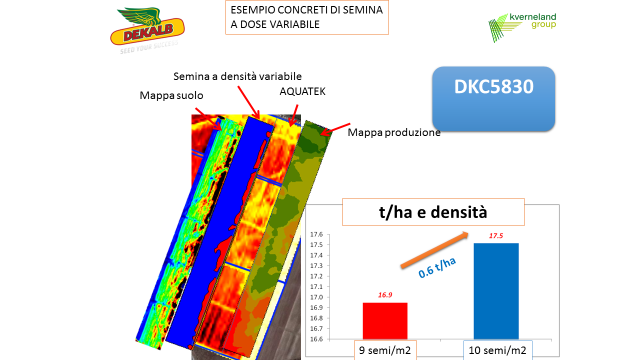 DEKALB
ESEMPIO CONCRETI DI SEMINA
A DOSE VARIABILE
kverneland
group
Semina a densità variabile
Mappa suolo
AQUATEK
DKC5830
Mappa produzione
t/ha e densità
17.6
17.5
17.4
17.3
17.2
17.1
17.0
16.9
16.8
16.7
16.6
17.5
0.6 t/ha
16.9
9 semi/m2
10 semi/m2